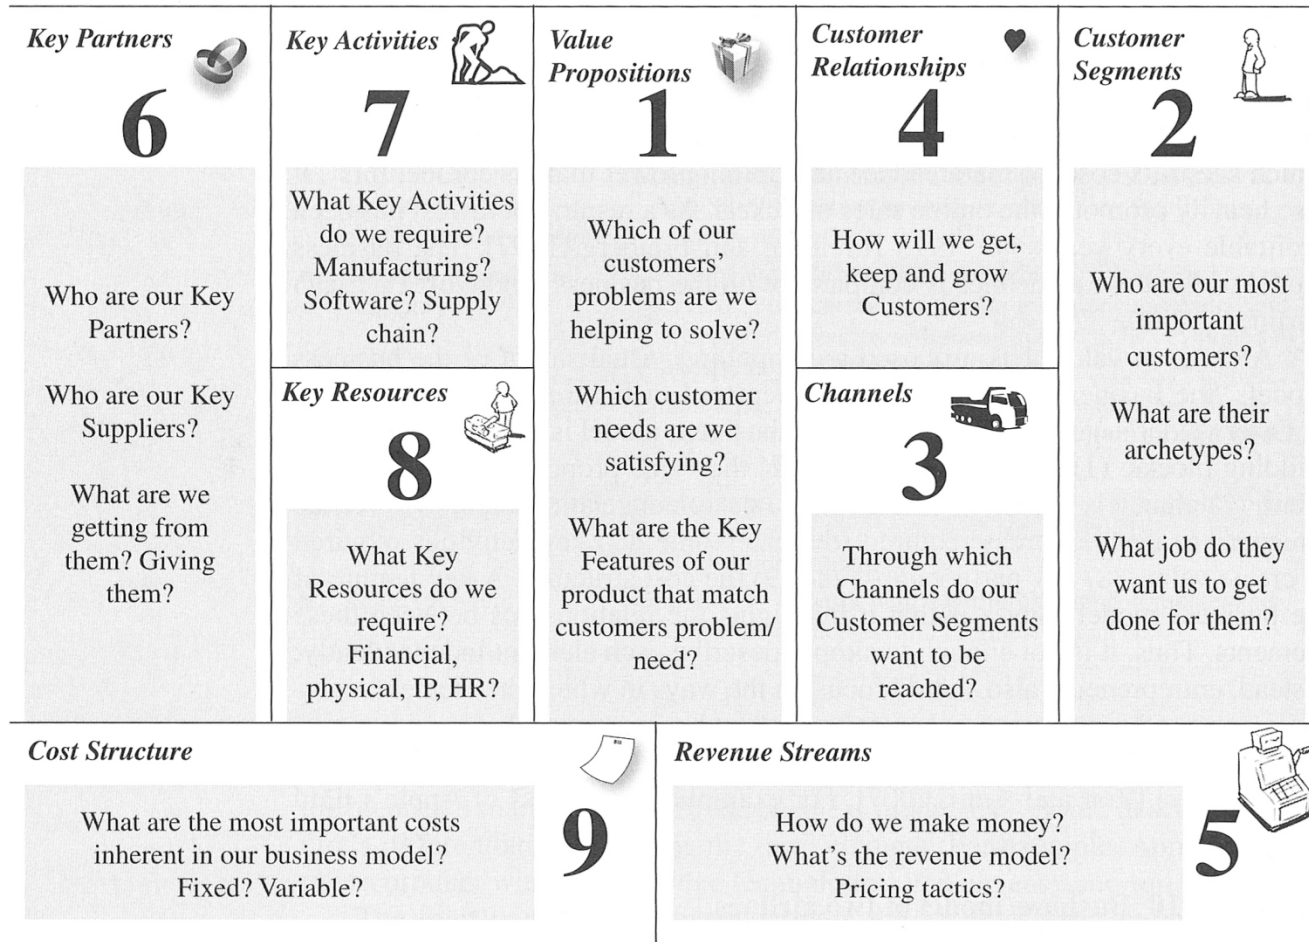 Key Partners
6
Who are our Key
Partners?
Who are our Key
Suppliers?
What are we
getting from
them? Giving
them?
Key Activities
7
What Key Activities
do we require?
Manufacturing?
Software? Supply
chain?
Key Resources
8
What Key
Resources do we
require?
Financial,
physical, IP, HR?
Value
Propositions
1
Which of our
customers’
problems are we
helping to solve?
Which customer
needs are we
satisfying?
What are the Key
Features of our
product that match
customers problem/
need?
Customer
Relationships
4
How will we get,
keep and grow
Customers?
Channels
3
Through which
Channels do our
Customer Segments
want to be
reached?
Customer
Segments
2
Who are our most
important
customers?
What are their
archetypes?
What job do they
want us to get
done for them?
Cost Structure
9
What are the most important costs
inherent in our business model?
Fixed? Variable?
Revenue Streams
5
How do we make money?
What’s the revenue model?
Pricing tactics?